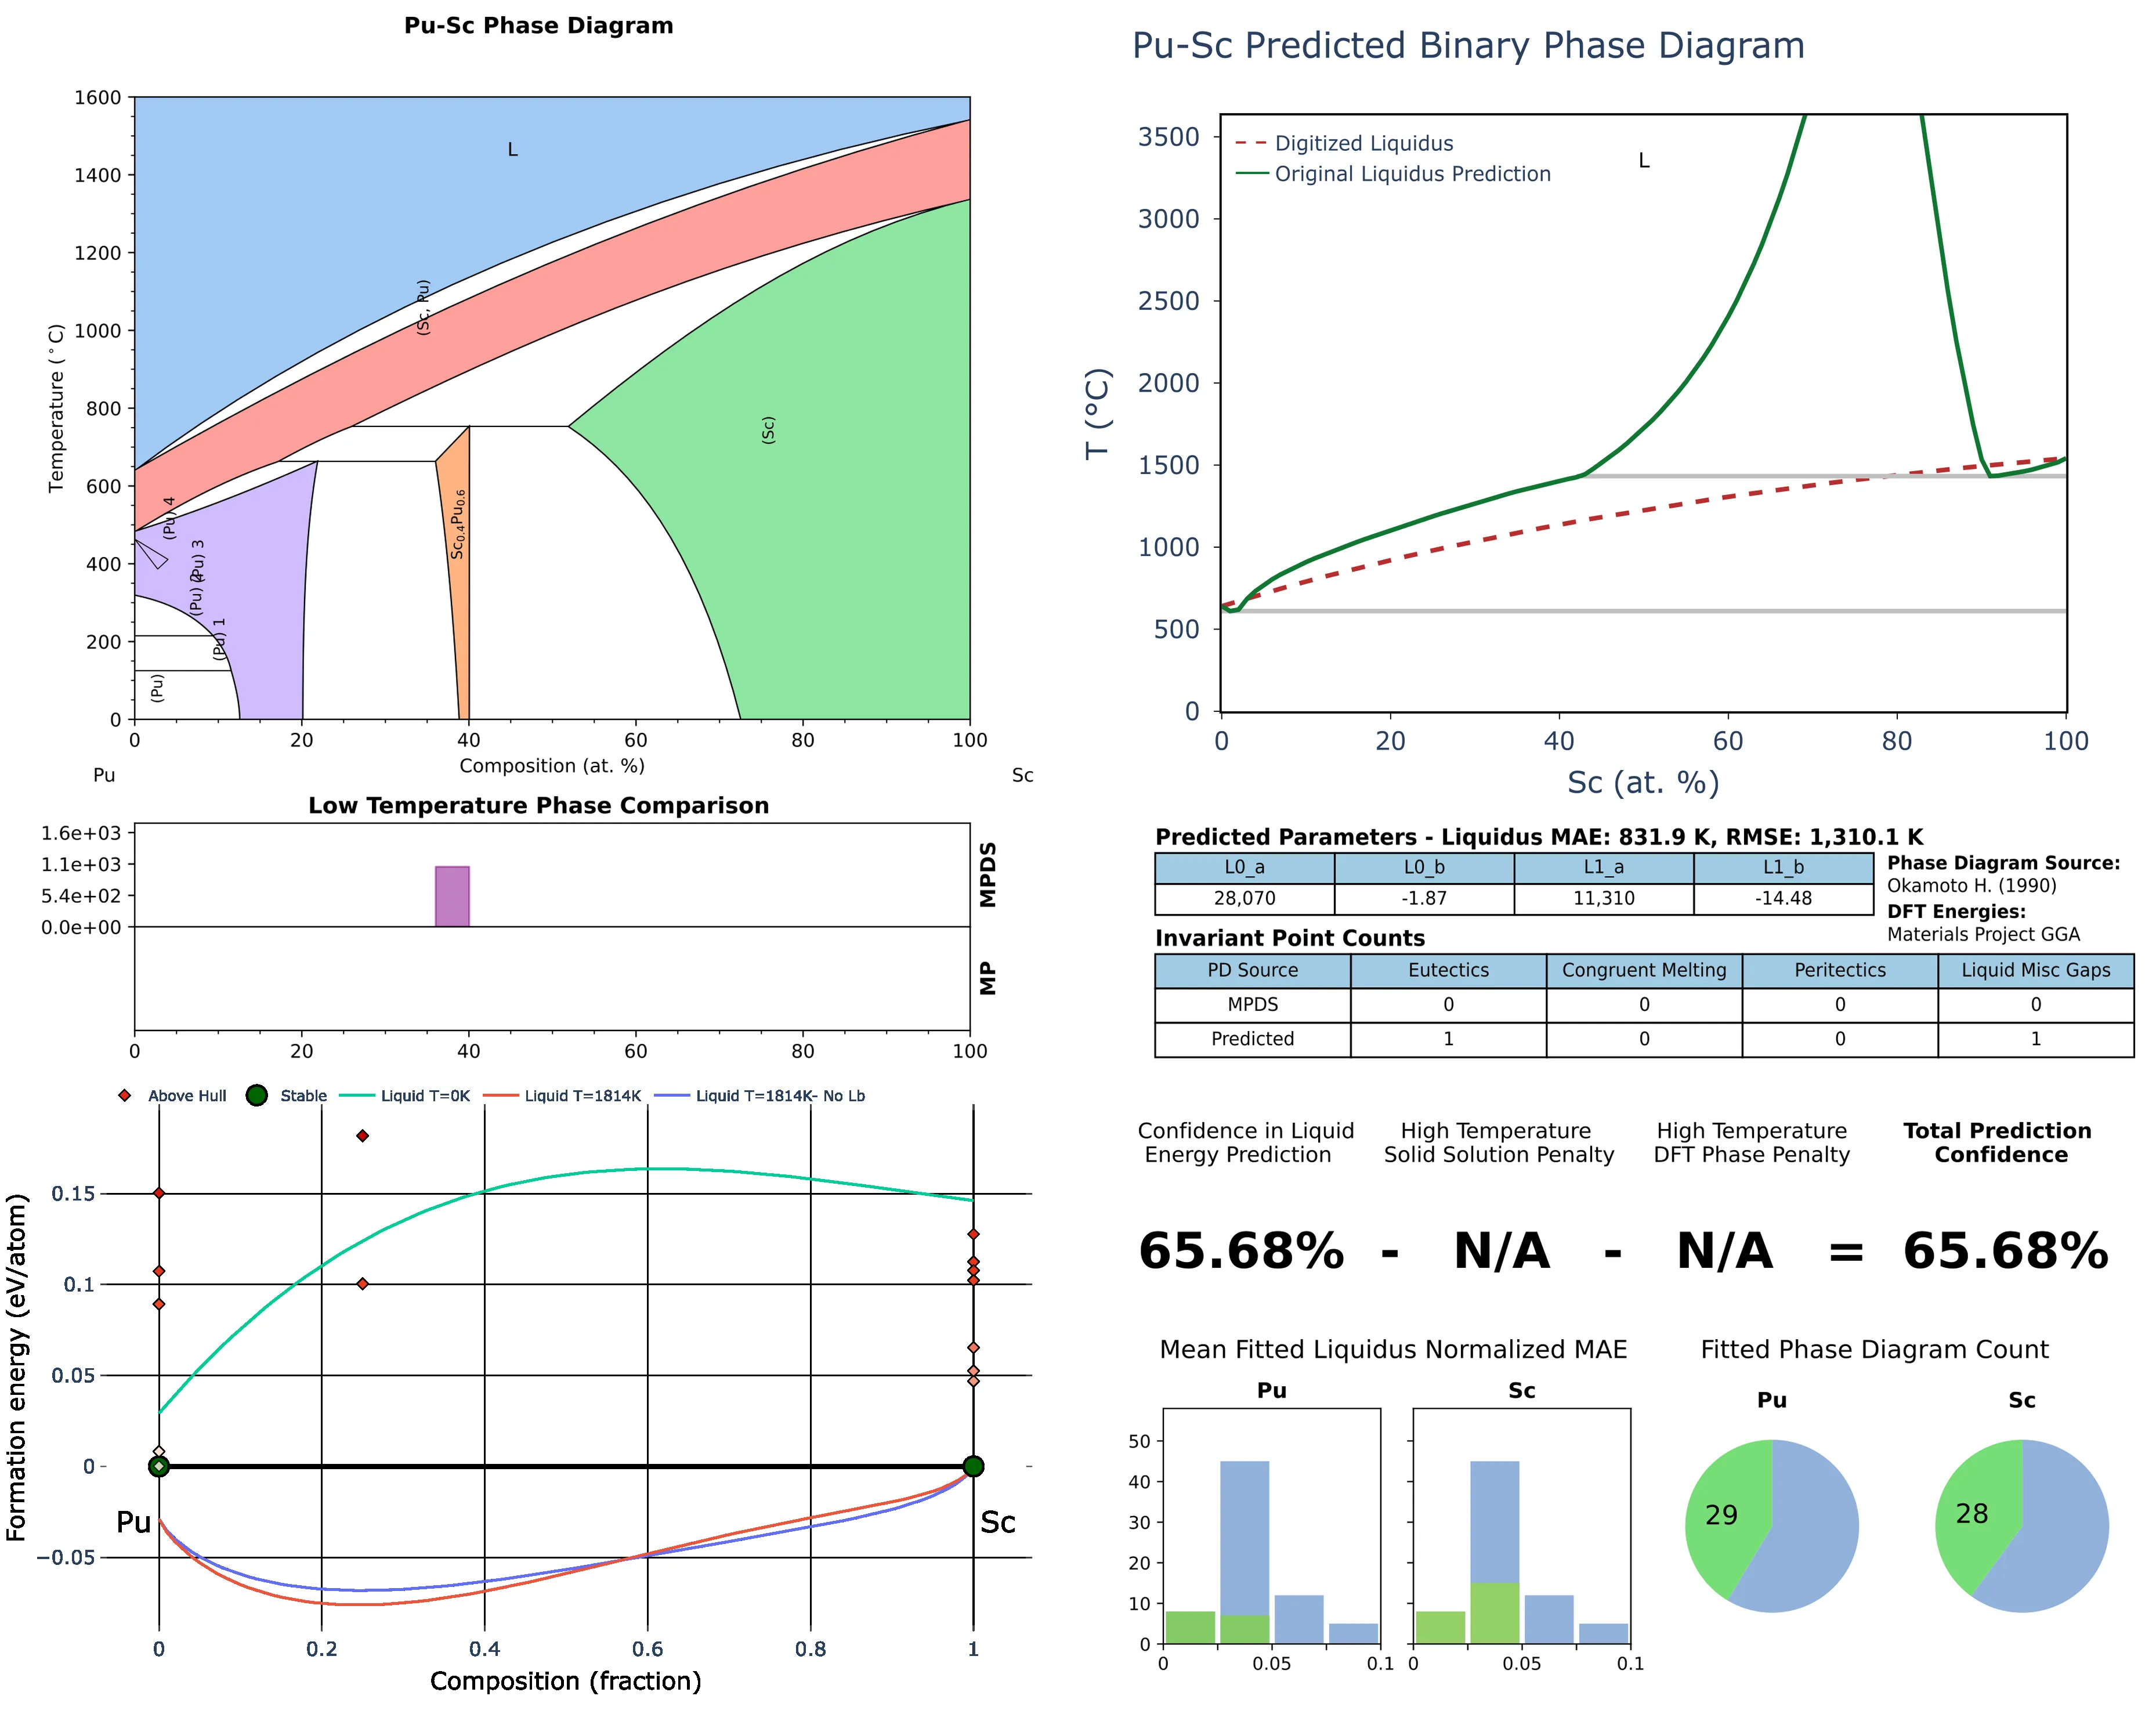 Pu-Sc Phase Diagram
1600
1400
1200
1000
800
600
400
200
0
Temperature (°C)
L
(Sc, Pu)
(Sc)
Sc0.4Pu0.6
(Pu) 4
(Pu) 3
(Pu) 2
(Pu) 1
(Pu)
0 20 40 60 80 100
Composition (at. %)
Pu Sc
Low Temperature Phase Comparison
1.6e+03
1.1e+03
5.4e+02
0.0e+00
MPDS
MP
0 20 40 60 80 100
Above Hull Stable Liquid T=0K Liquid T=1814K Liquid T=1814K- No Lb
0.15
0.1
0.05
0
−0.05
Formation energy (eV/atom)
Pu Sc
0 0.2 0.4 0.6 0.8 1
Composition (fraction)
Pu-Sc Predicted Binary Phase Diagram
Digitized Liquidus
Original Liquidus Prediction
L
3500
3000
2500
2000
1500
1000
500
0
T (°C)
0 20 40 60 80 100
Sc (at. %)
Predicted Parameters - Liquidus MAE: 831.9 K, RMSE: 1,310.1 K
L0_a L0_b L1_a L1_b
28,070 -1.87 11,310 -14.48
Phase Diagram Source:
Okamoto H. (1990)
DFT Energies:
Materials Project GGA
Invariant Point Counts
PD Source Eutectics Congruent Melting Peritectics Liquid Misc Gaps
MPDS 0 0 0 0
Predicted 1 0 0 1
Confidence in Liquid
Energy Prediction
High Temperature
Solid Solution Penalty
High Temperature
DFT Phase Penalty
Total Prediction
Confidence
65.68% - N/A - N/A = 65.68%
Mean Fitted Liquidus Normalized MAE
Pu Sc
50
40
30
20
10
0
0 0.05 0.1
0 0.05 0.1
Fitted Phase Diagram Count
Pu Sc
29 28